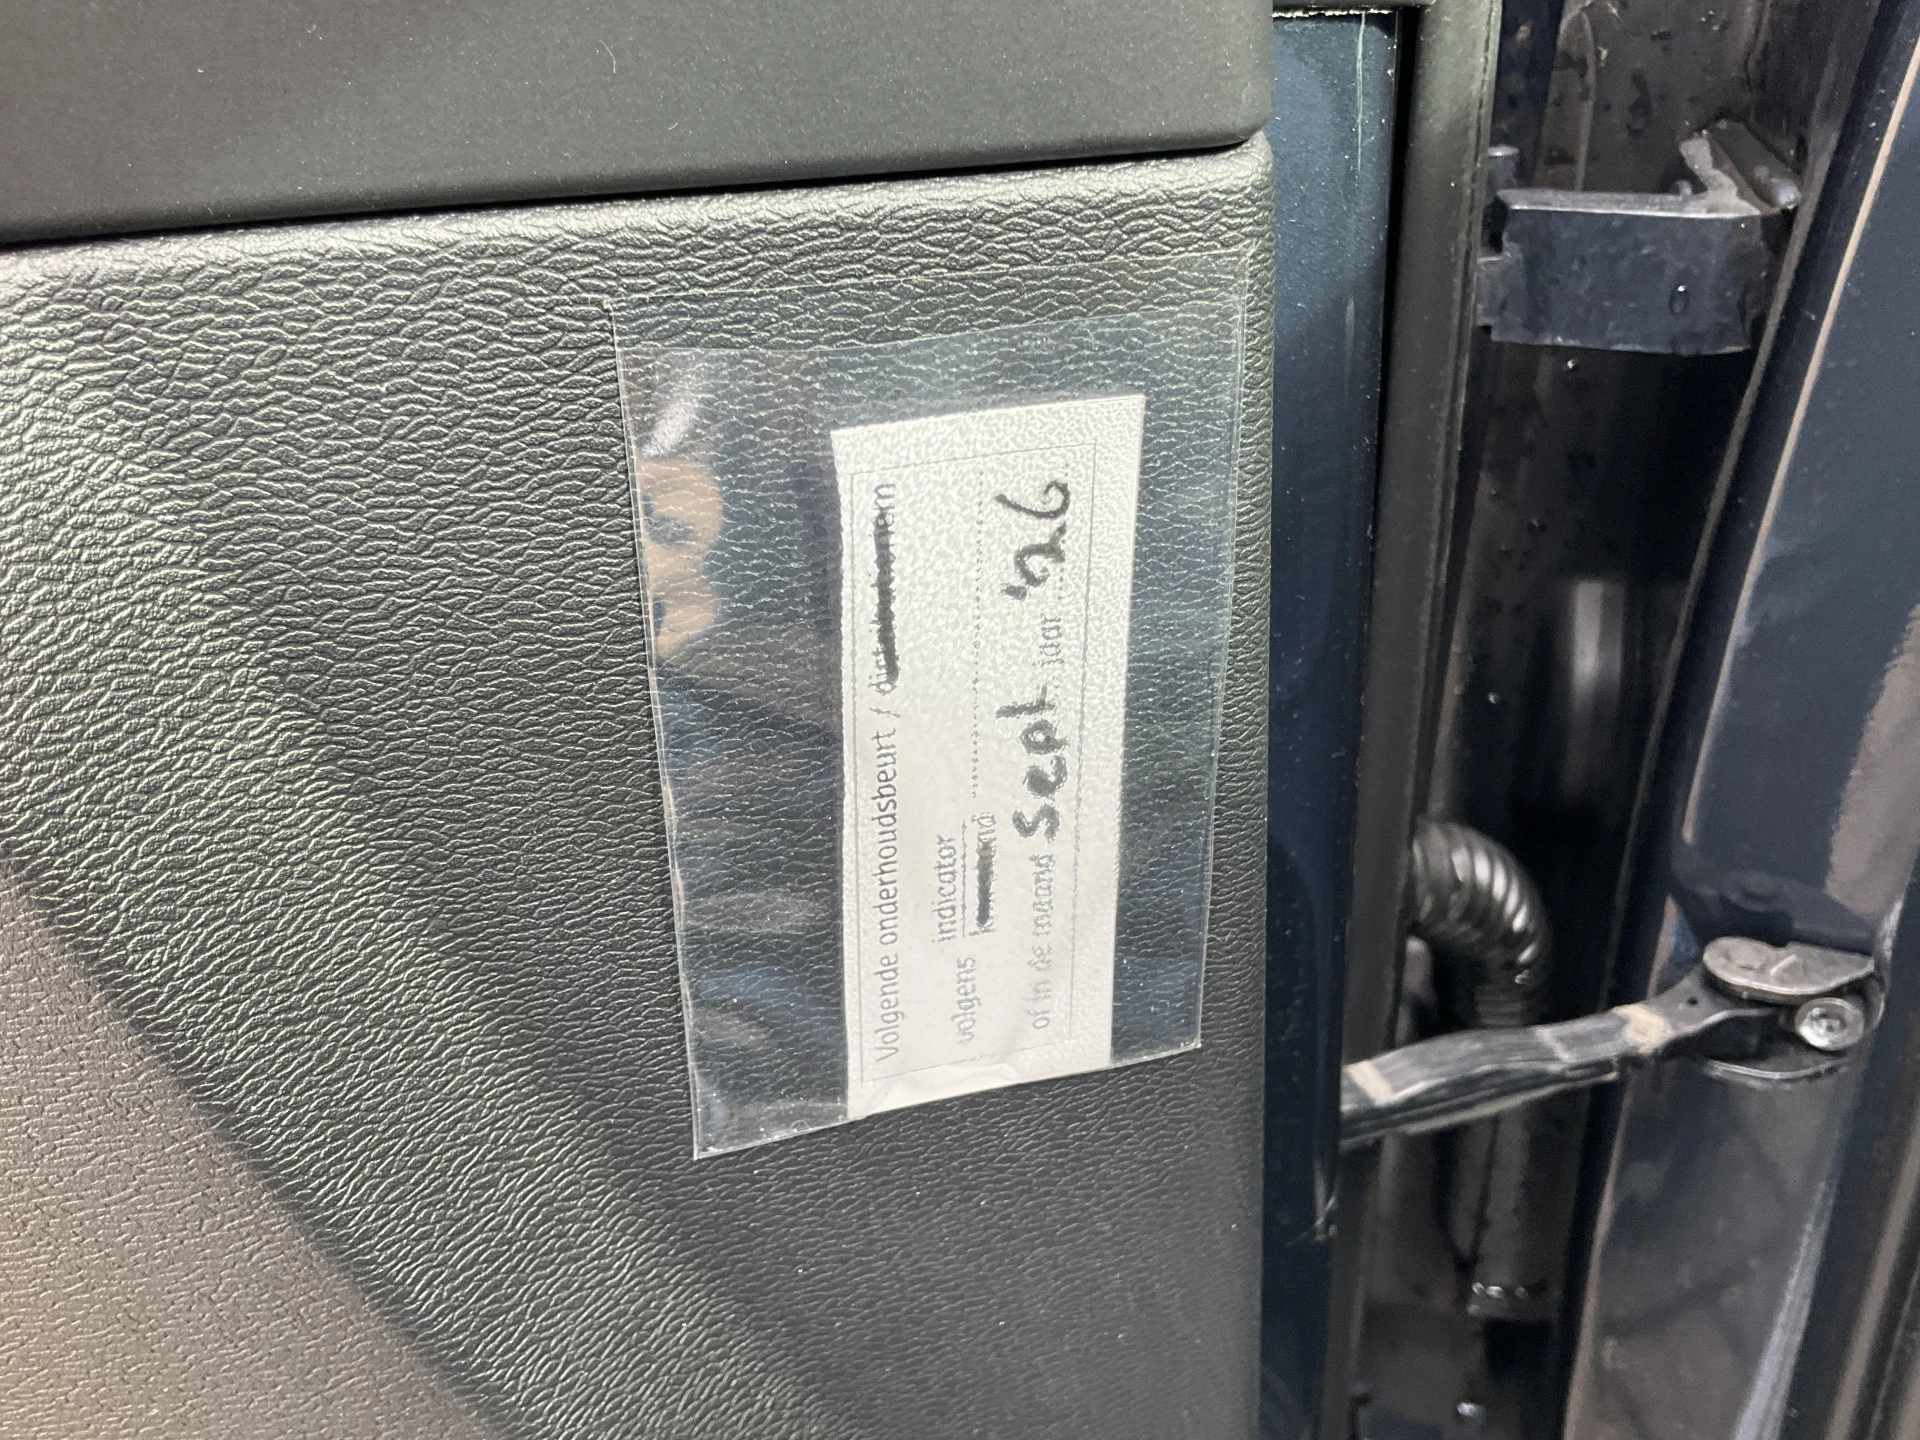 Volgende onderhoudsbeurt /
volgens indicator
of in de maand Sept jaar '26